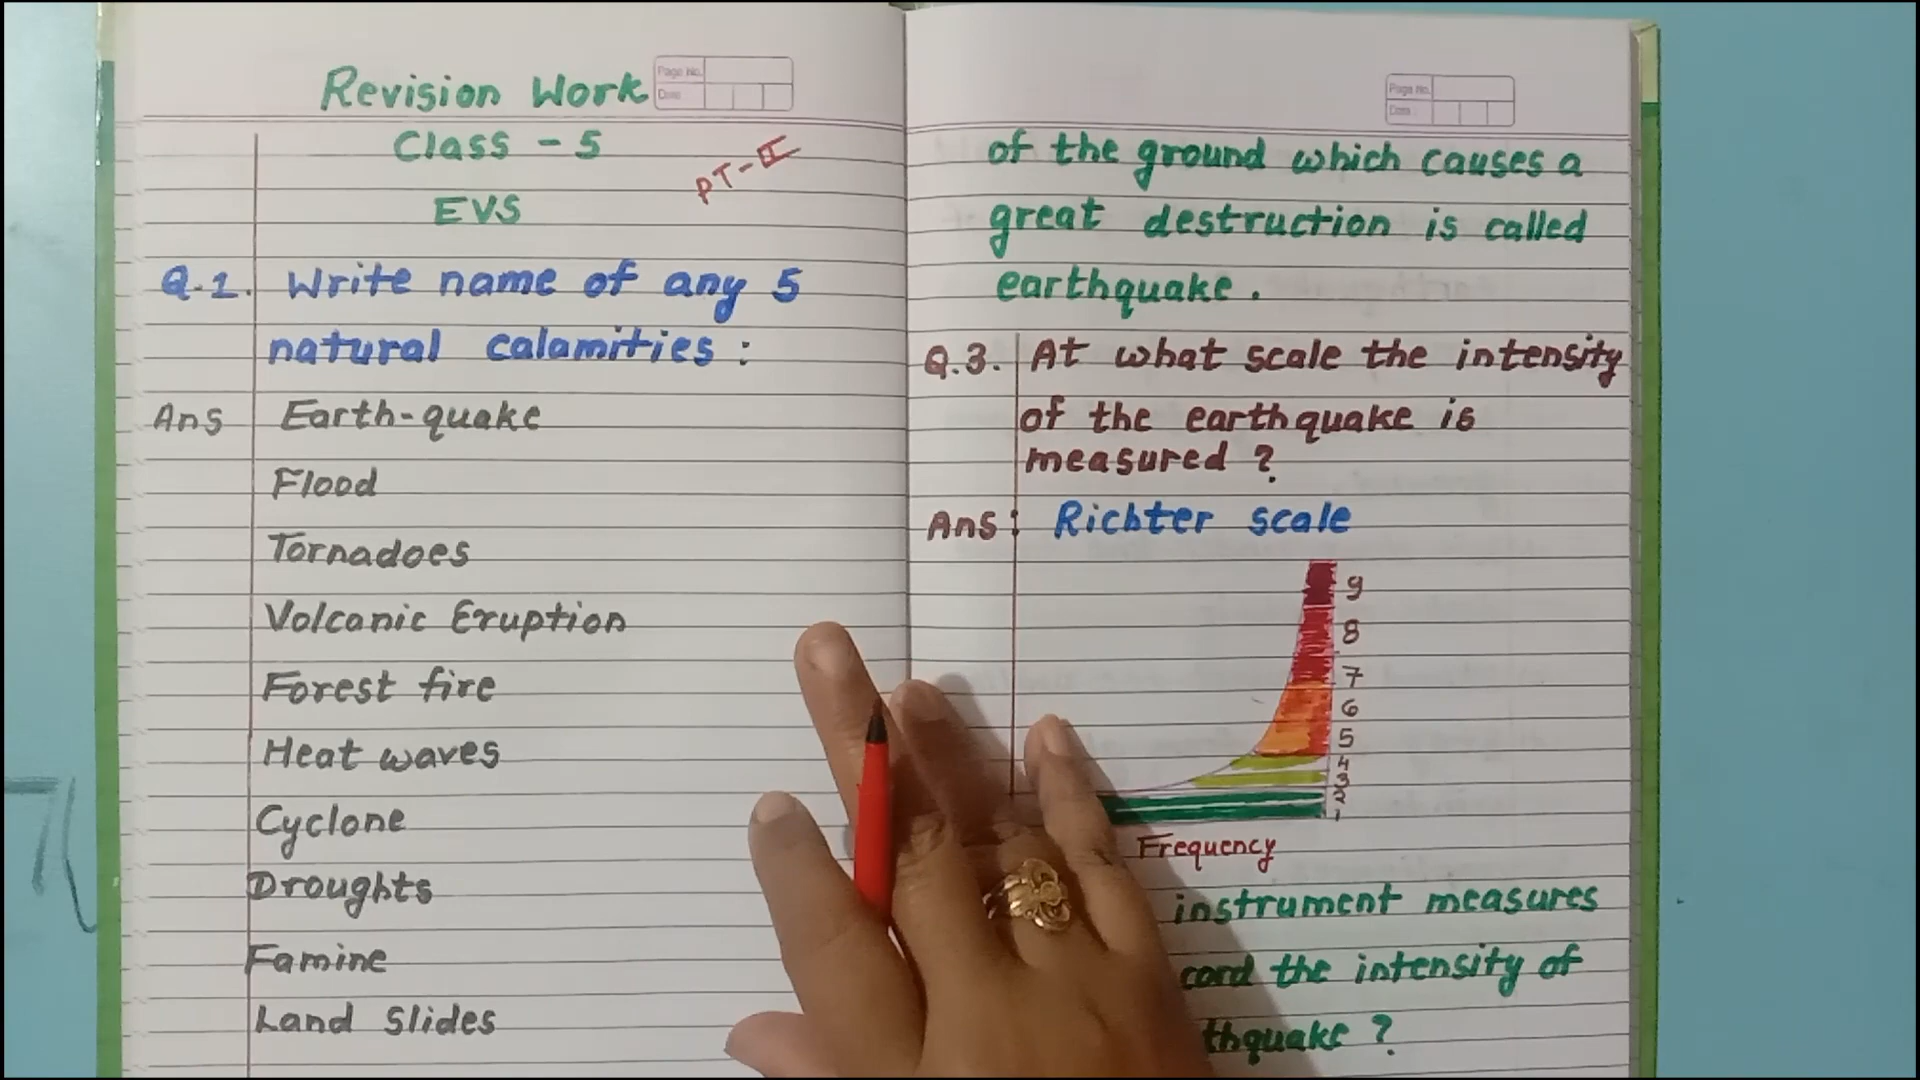 Revision Work
Page No.
Date
Class - 5
PT-II
EVS
Q.1. Write name of any 5
natural calamities :
Ans Earth-quake
Flood
Tornadoes
Volcanic Eruption
Forest fire
Heat waves
Cyclone
Droughts
Famine
Land Slides
Page No.
Date
of the ground which causes a
great destruction is called
earthquake.
Q.3. At what scale the intensity
of the earthquake is
measured ?
Ans: Richter scale
9
8
7
6
5
4
3
2
1
Frequency
instrument measures
the intensity of
?